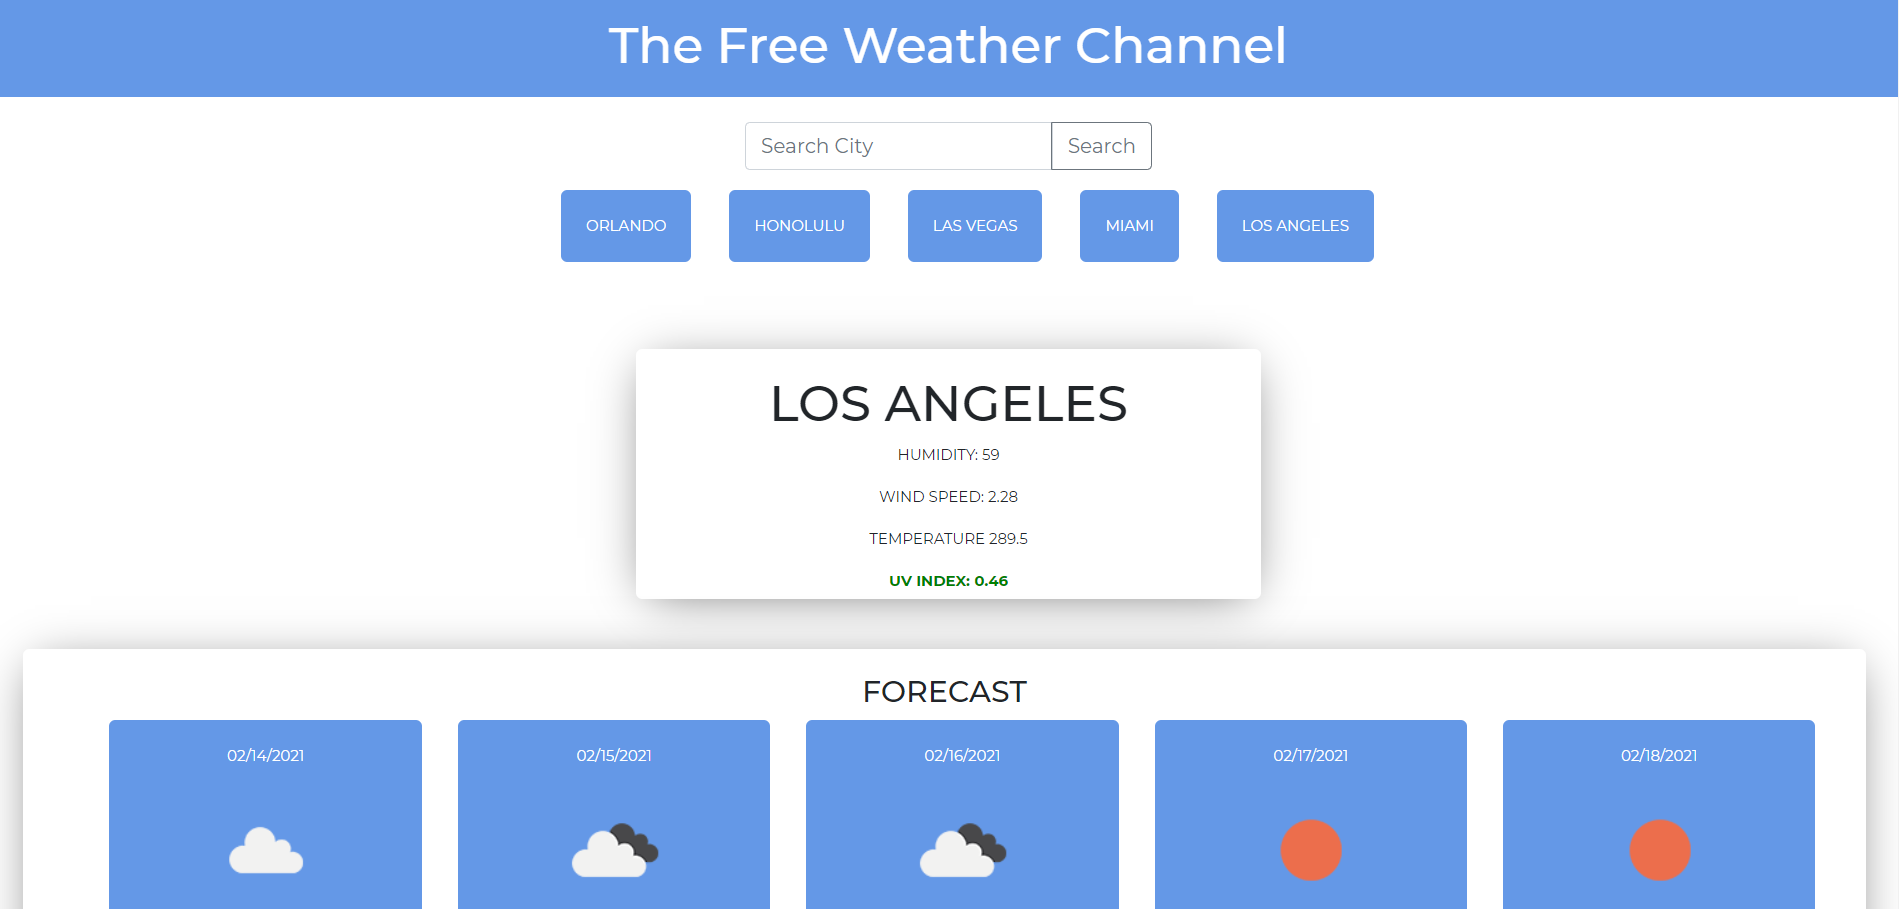 The Free Weather Channel
Search City Search
ORLANDO HONOLULU LAS VEGAS MIAMI LOS ANGELES
LOS ANGELES
HUMIDITY: 59
WIND SPEED: 2.28
TEMPERATURE 289.5
UV INDEX: 0.46
FORECAST
02/14/2021 02/15/2021 02/16/2021 02/17/2021 02/18/2021